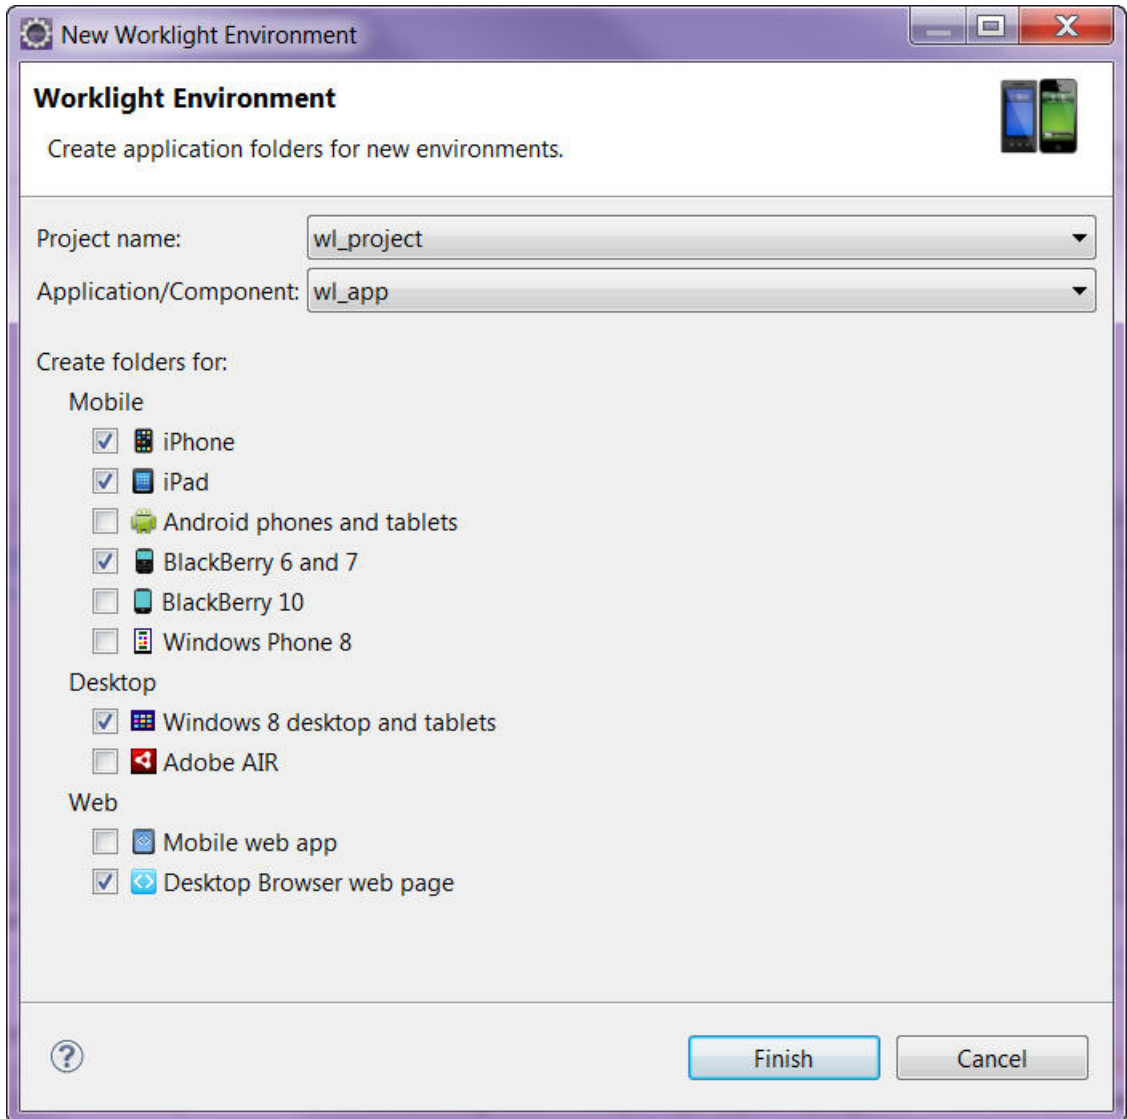 New Worklight Environment
Worklight Environment
Create application folders for new environments.
Project name: wl_project
Application/Component: wl_app
Create folders for:
Mobile
iPhone
iPad
Android phones and tablets
BlackBerry 6 and 7
BlackBerry 10
Windows Phone 8
Desktop
Windows 8 desktop and tablets
Adobe AIR
Web
Mobile web app
Desktop Browser web page
? Finish Cancel